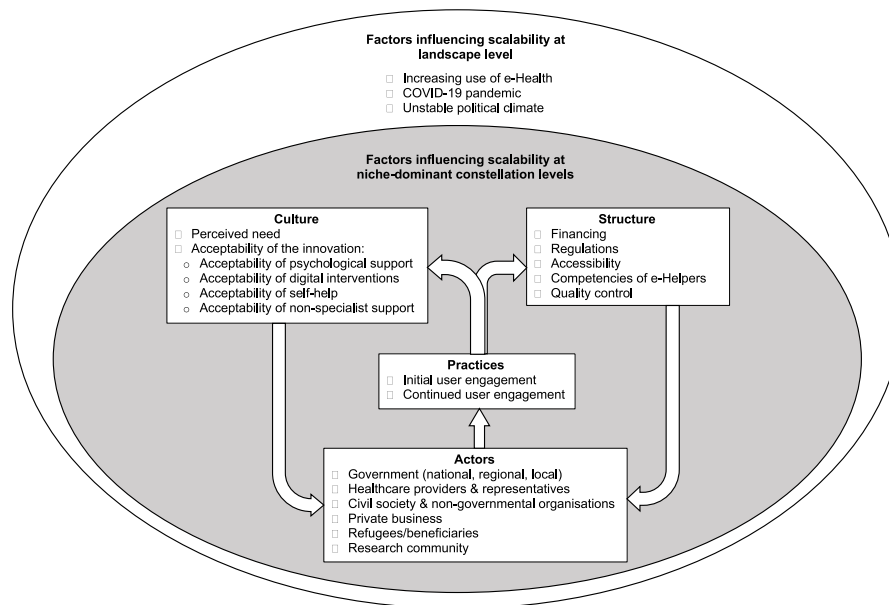 Factors influencing scalability at
landscape level
Increasing use of e-Health
COVID-19 pandemic
Unstable political climate
Factors influencing scalability at
niche-dominant constellation levels
Culture
Perceived need
Acceptability of the innovation:
Acceptability of psychological support
Acceptability of digital interventions
Acceptability of self-help
Acceptability of non-specialist support
Structure
Financing
Regulations
Accessibility
Competencies of e-Helpers
Quality control
Practices
Initial user engagement
Continued user engagement
Actors
Government (national, regional, local)
Healthcare providers & representatives
Civil society & non-governmental organisations
Private business
Refugees/beneficiaries
Research community